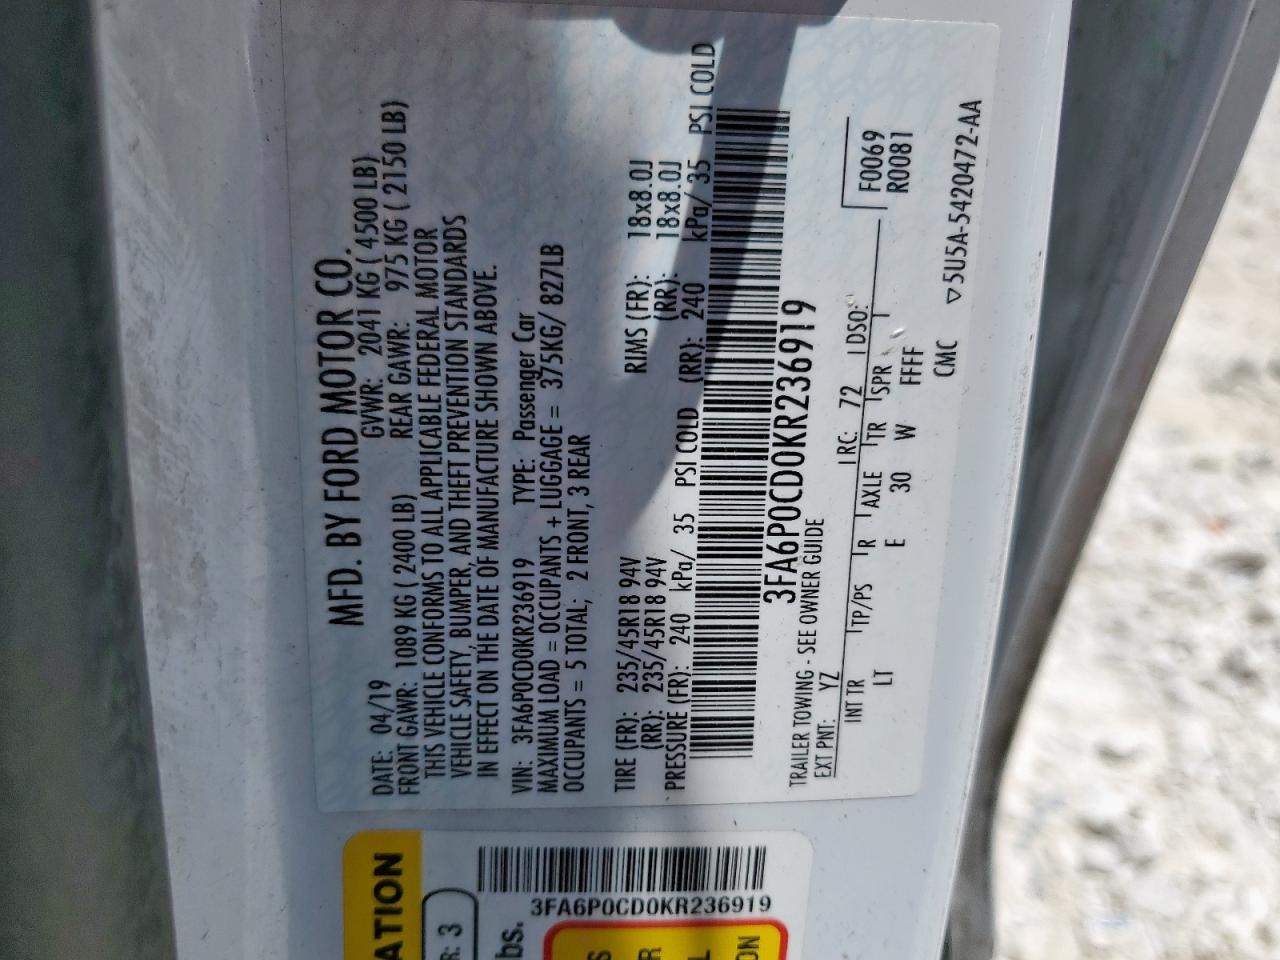 MFD. BY FORD MOTOR CO.
DATE: 04/19 GVWR: 2041 KG ( 4500 LB)
FRONT GAWR: 1089 KG ( 2400 LB) REAR GAWR: 975 KG ( 2150 LB)
THIS VEHICLE CONFORMS TO ALL APPLICABLE FEDERAL MOTOR
VEHICLE SAFETY, BUMPER, AND THEFT PREVENTION STANDARDS
IN EFFECT ON THE DATE OF MANUFACTURE SHOWN ABOVE.
VIN: 3FA6P0CD0KR236919 TYPE: Passenger Car
MAXIMUM LOAD = OCCUPANTS + LUGGAGE = 375KG/ 827LB
OCCUPANTS = 5 TOTAL; 2 FRONT, 3 REAR
TIRE (FR): 235/45R18 94V RIMS (FR): 18x8.0J
(RR): 235/45R18 94V (RR): 18x8.0J
PRESSURE (FR): 240 kPa/ 35 PSI COLD (RR): 240 kPa/ 35 PSI COLD
3FA6P0CD0KR236919
TRAILER TOWING - SEE OWNER GUIDE
EXT PNT: YZ RC: 72 DSO: F0069
R0081
INT TR TP/PS R AXLE TR SPR
LT E 30 W FFFF
CMC ▽5U5A-5420472-AA
ATION
R: 3
bs.
3FA6P0CD0KR236919
S
R
L
ON